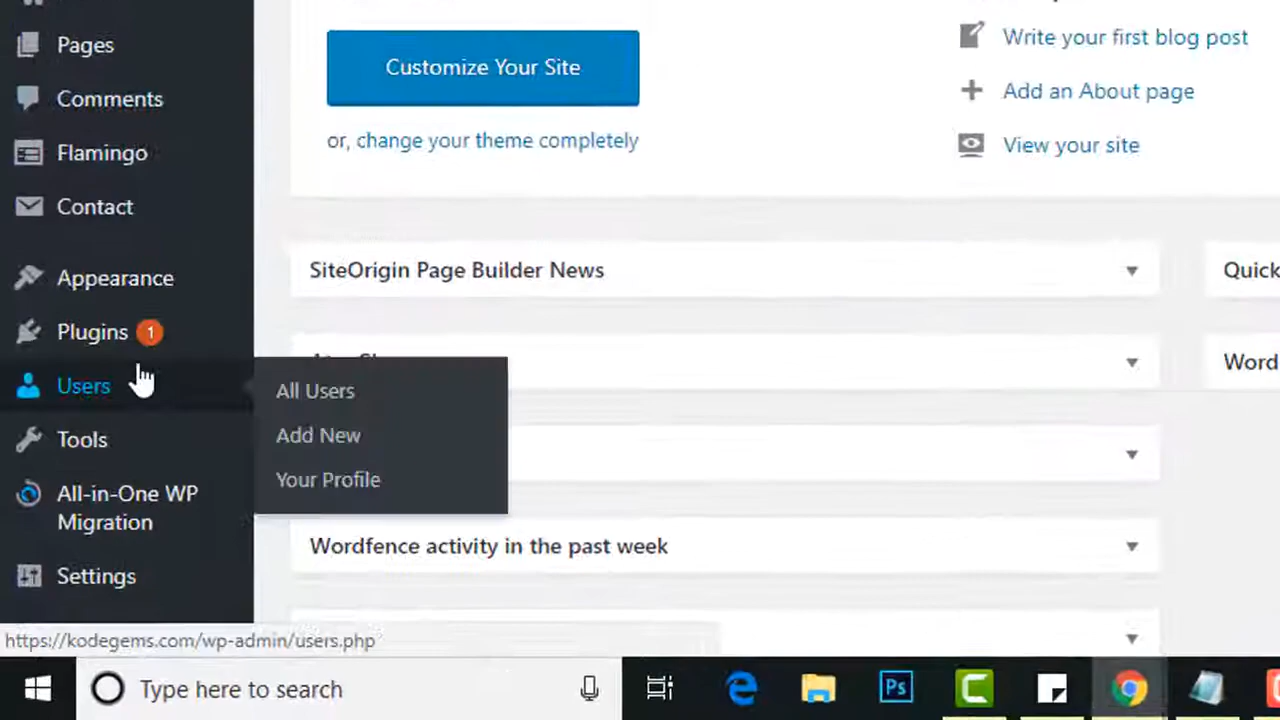 Pages
Comments
Flamingo
Contact
Appearance
Plugins 1
Users
Tools
All-in-One WP
Migration
Settings
All Users
Add New
Your Profile
Customize Your Site
or, change your theme completely
Write your first blog post
Add an About page
View your site
SiteOrigin Page Builder News
Wordfence activity in the past week
Quick
Word
https://kodegems.com/wp-admin/users.php
Type here to search
Ps